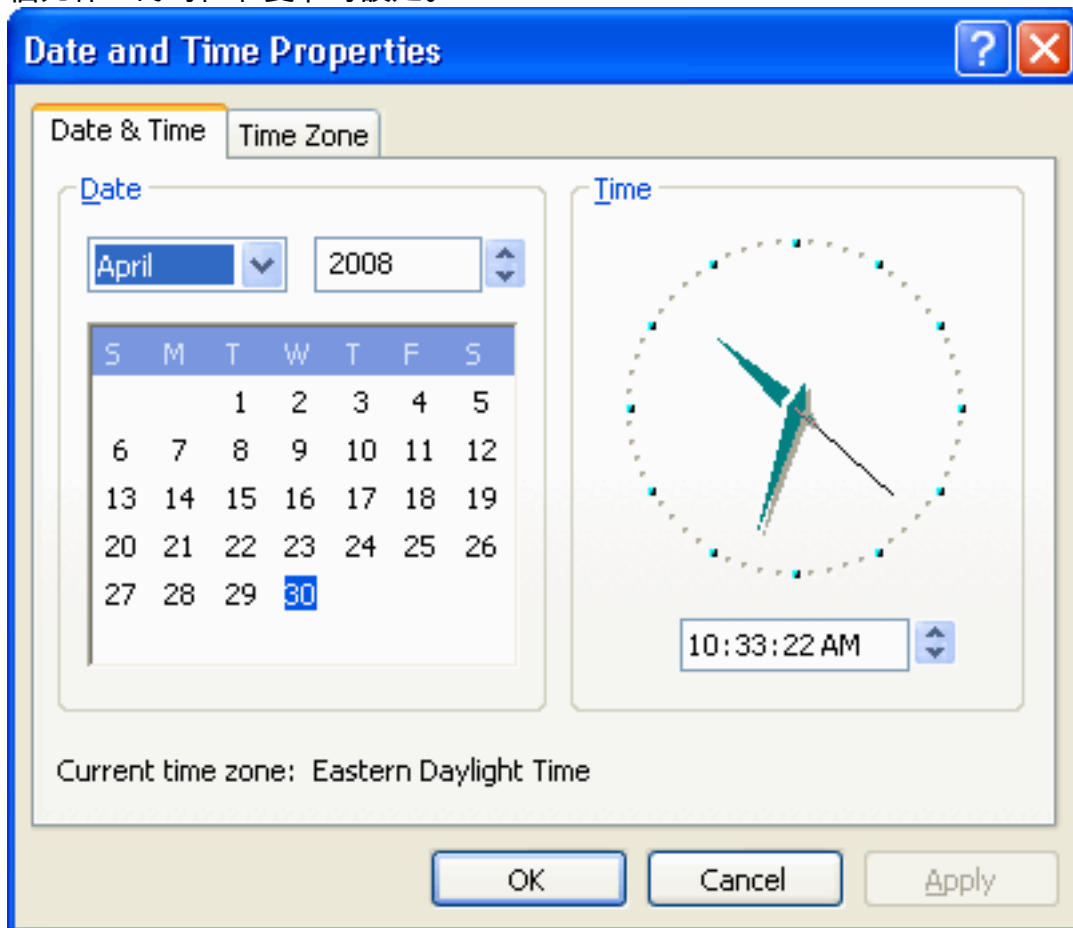 Date and Time Properties
Date & Time
Time Zone
Date
April
2008
S M T W T F S
1 2 3 4 5
6 7 8 9 10 11 12
13 14 15 16 17 18 19
20 21 22 23 24 25 26
27 28 29 30
Time
10:33:22 AM
Current time zone: Eastern Daylight Time
OK
Cancel
Apply